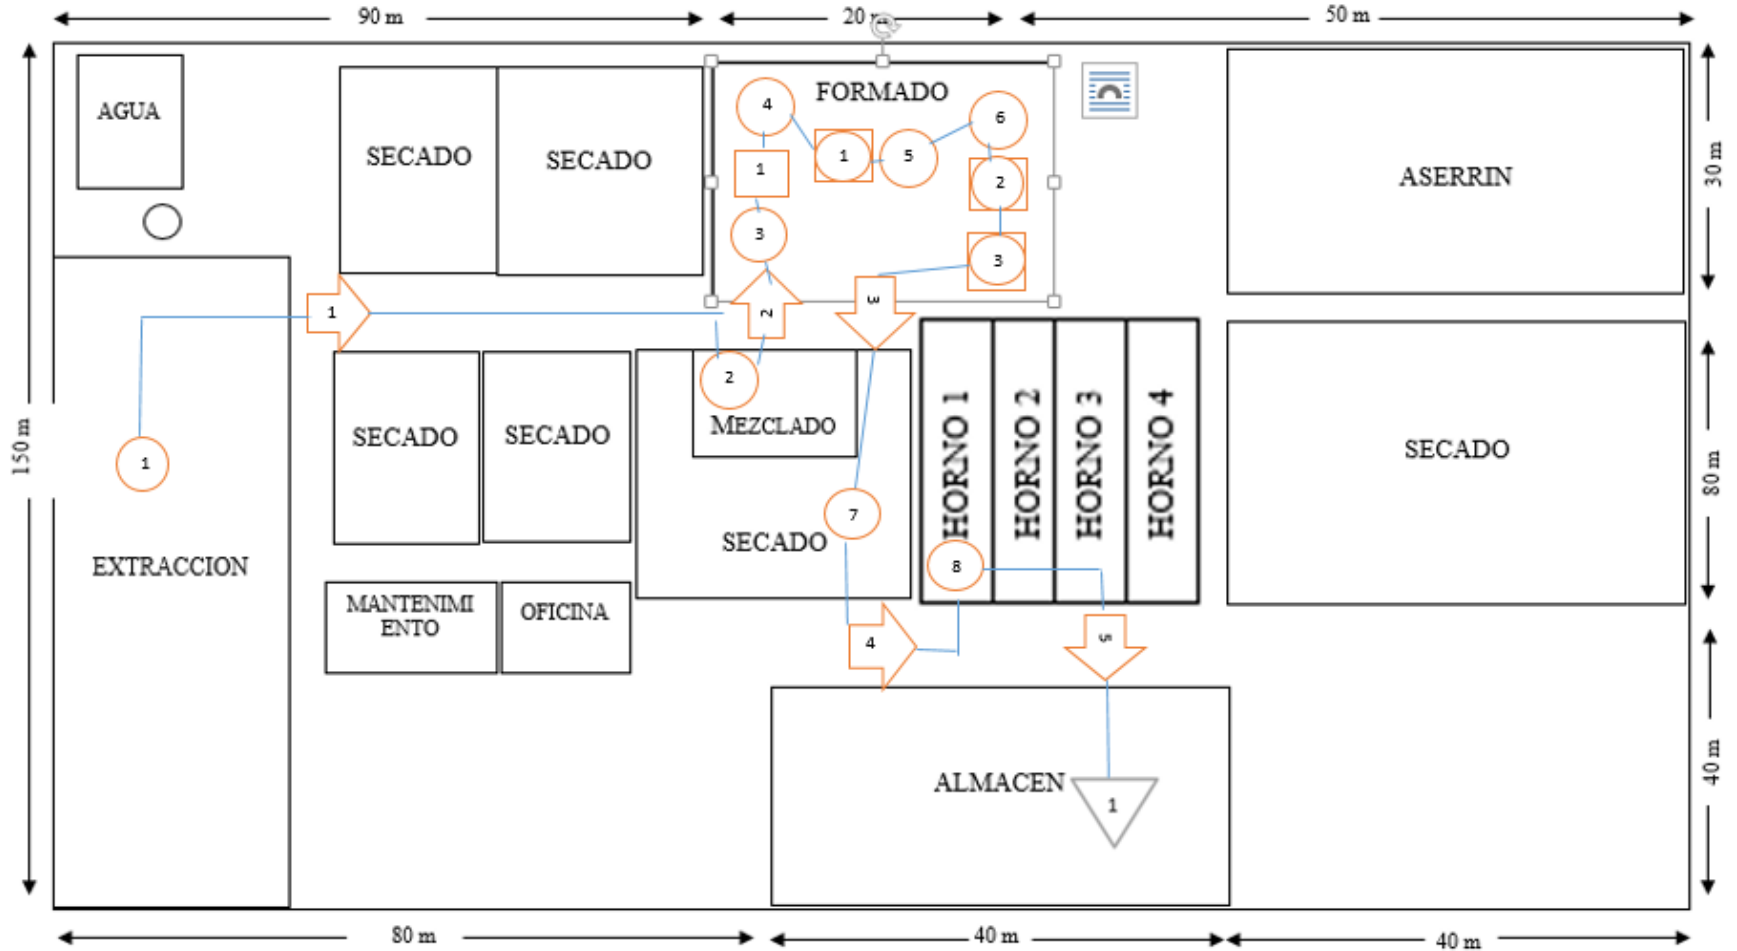 90 m
20 m
50 m
AGUA
SECADO
SECADO
FORMADO
4
6
1
1
5
2
3
3
ASERRIN
30 m
1
2
3
150 m
SECADO
SECADO
2
MEZCLADO
HORNO 1
HORNO 2
HORNO 3
HORNO 4
SECADO
80 m
1
7
SECADO
EXTRACCION
8
MANTENIMI
ENTO
OFICINA
4
5
40 m
ALMACEN
1
80 m
40 m
40 m